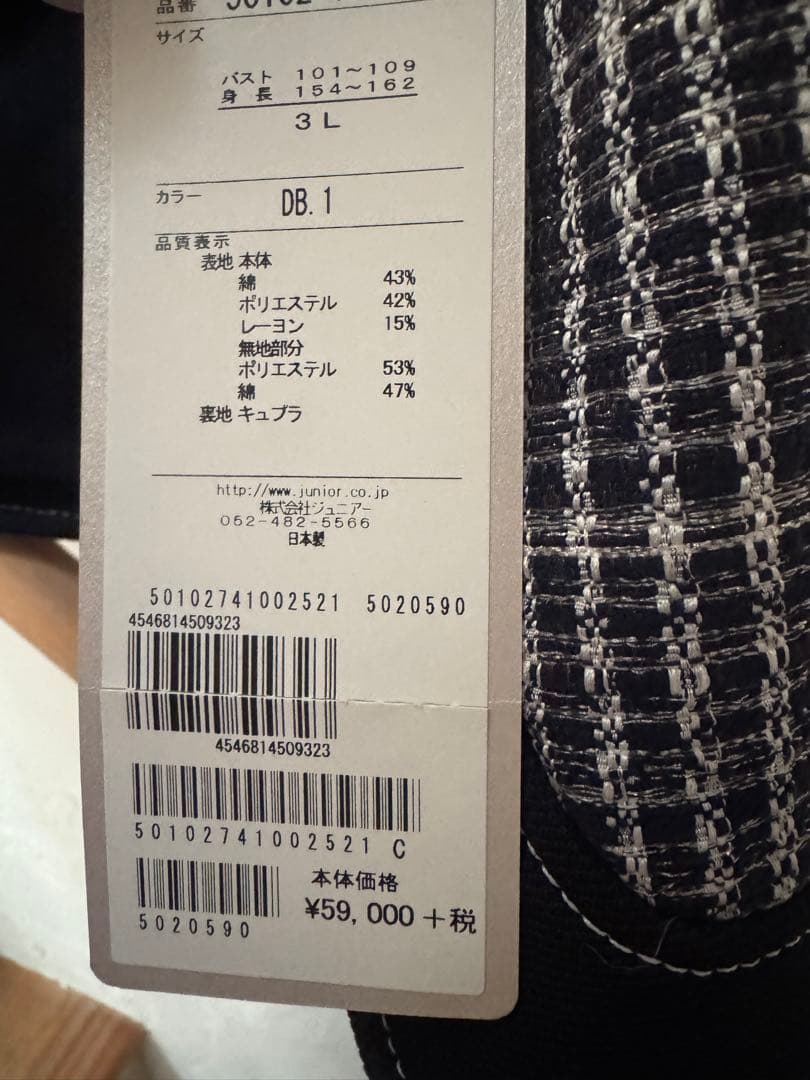 品番
サイズ
バスト 101～109
身長 154～162
3L
カラー DB.1
品質表示
表地 本体
綿 43%
ポリエステル 42%
レーヨン 15%
無地部分
ポリエステル 53%
綿 47%
裏地 キュプラ
http://www.junior.co.jp
株式会社ジュニアー
052-482-5566
日本製
50102741002521 5020590
4546814509323
4546814509323
50102741002521 C
本体価格
¥59,000+税
5020590